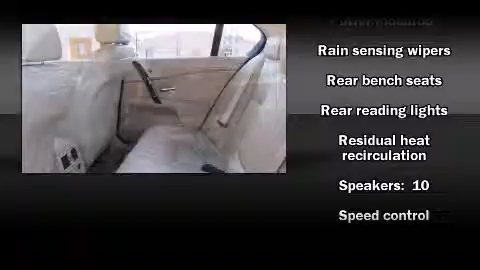 Rain sensing wipers
Rear bench seats
Rear reading lights
Residual heat
recirculation
Speakers: 10
Speed control